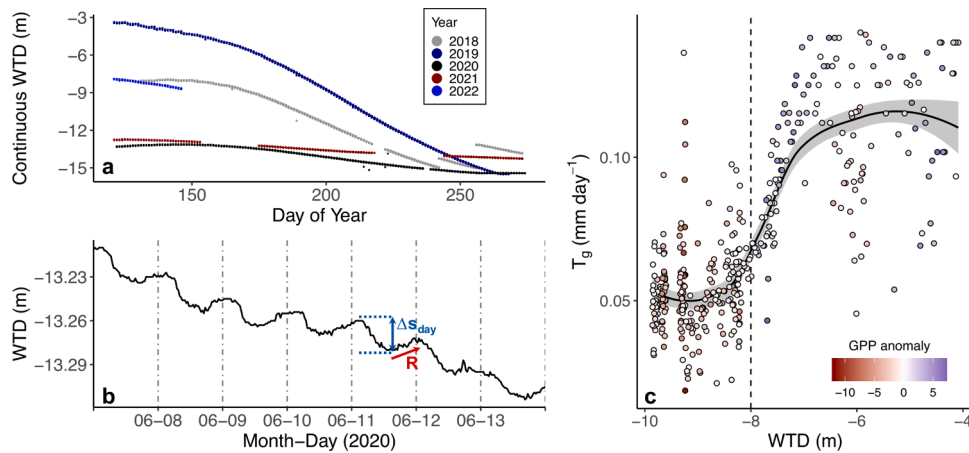 Continuous WTD (m)
−3
−6
−9
−12
−15
a
150
200
250
Day of Year
Year
2018
2019
2020
2021
2022
WTD (m)
−13.23
−13.26
−13.29
b
Δs_day
R
06−08
06−09
06−10
06−11
06−12
06−13
Month−Day (2020)
T_g (mm day⁻¹)
0.10
0.05
c
GPP anomaly
−10
−5
0
5
−10
−8
−6
−4
WTD (m)